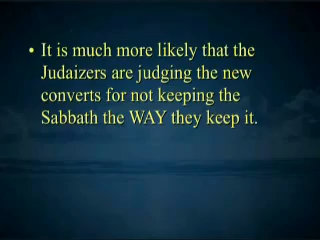 • It is much more likely that the
Judaizers are judging the new
converts for not keeping the
Sabbath the WAY they keep it.